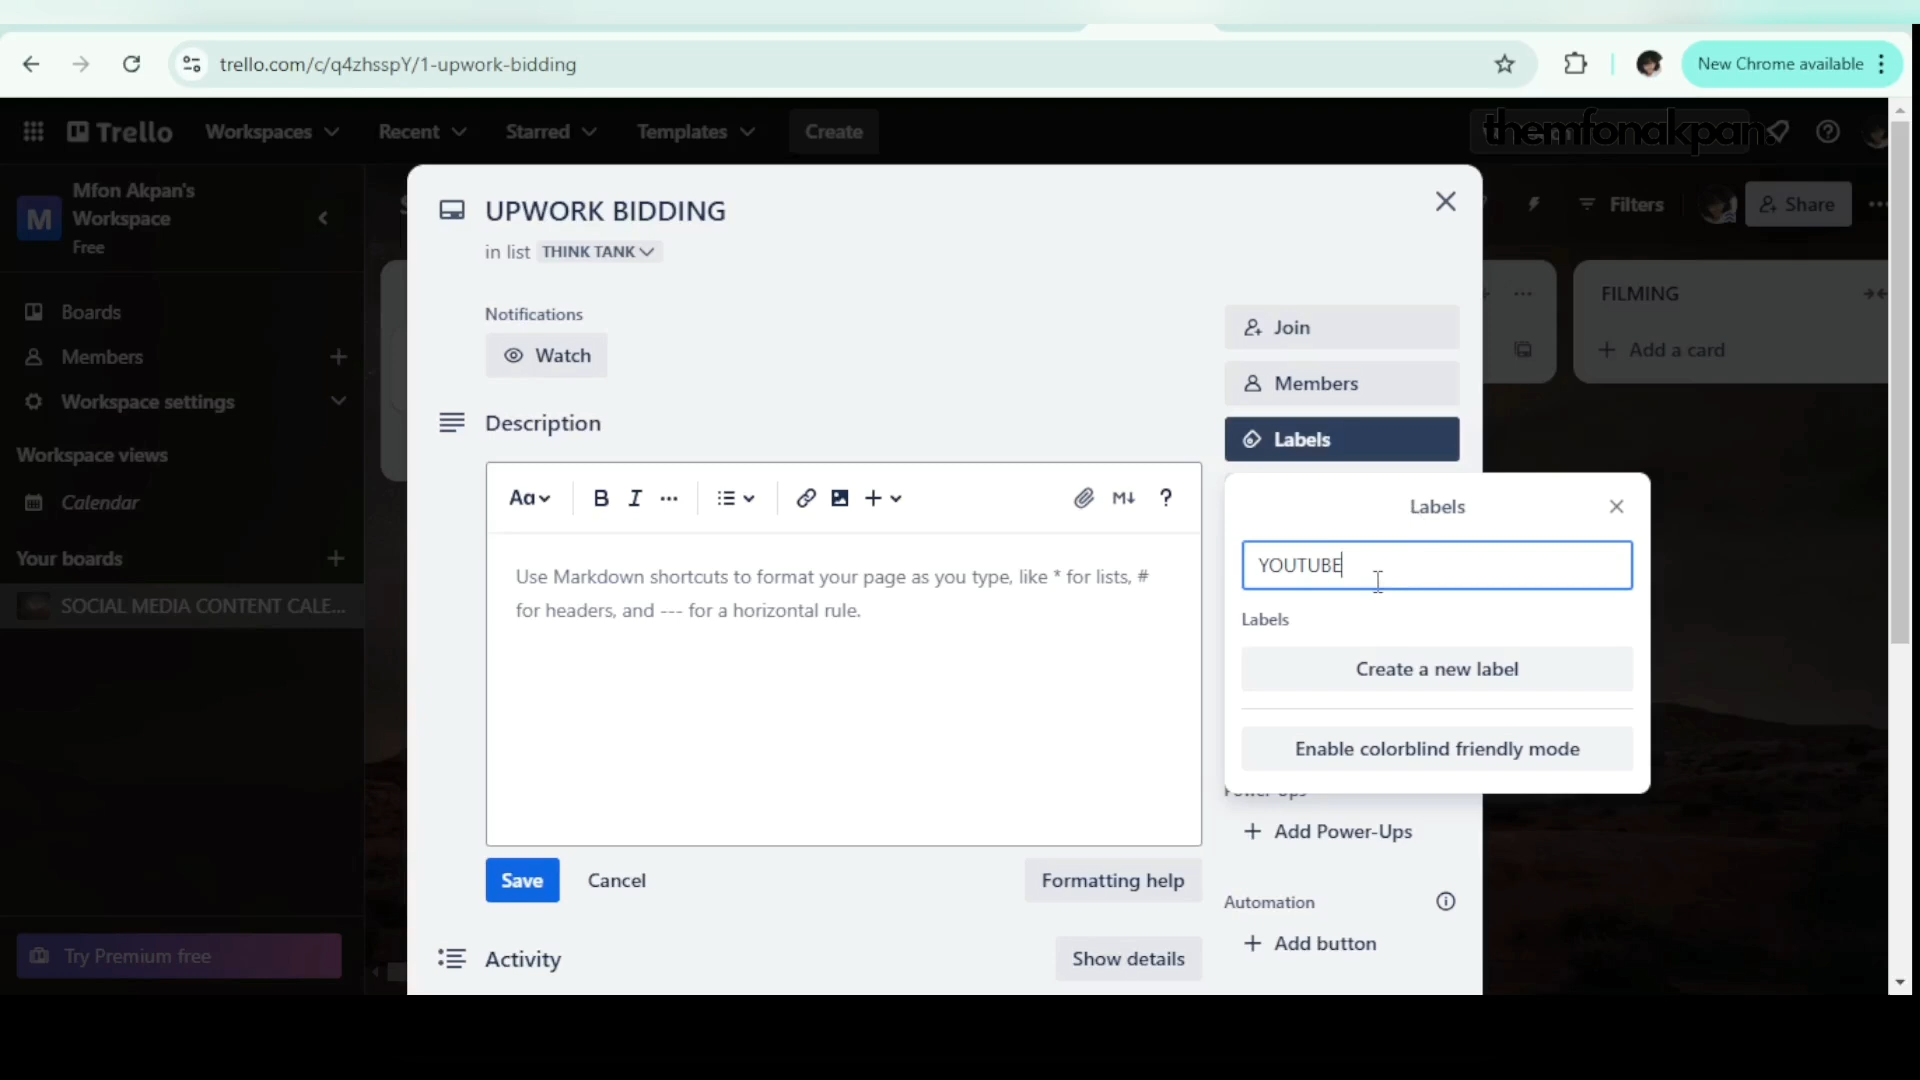 trello.com/c/q4zhsspY/1-upwork-bidding
New Chrome available
Trello
Workspaces
Recent
Starred
Templates
Create
themfonakpan.
Mfon Akpan's
Workspace
Free
M
Boards
Members
Workspace settings
Workspace views
Calendar
Your boards
SOCIAL MEDIA CONTENT CALE...
Try Premium free
UPWORK BIDDING
in list THINK TANK
Notifications
Watch
Description
Aa
B I
M
?
Use Markdown shortcuts to format your page as you type, like * for lists, #
for headers, and --- for a horizontal rule.
Save
Cancel
Formatting help
Activity
Show details
Join
Members
Labels
Labels
YOUTUBE
Labels
Create a new label
Enable colorblind friendly mode
Power-Ups
Add Power-Ups
Automation
Add button
Filters
Share
FILMING
Add a card